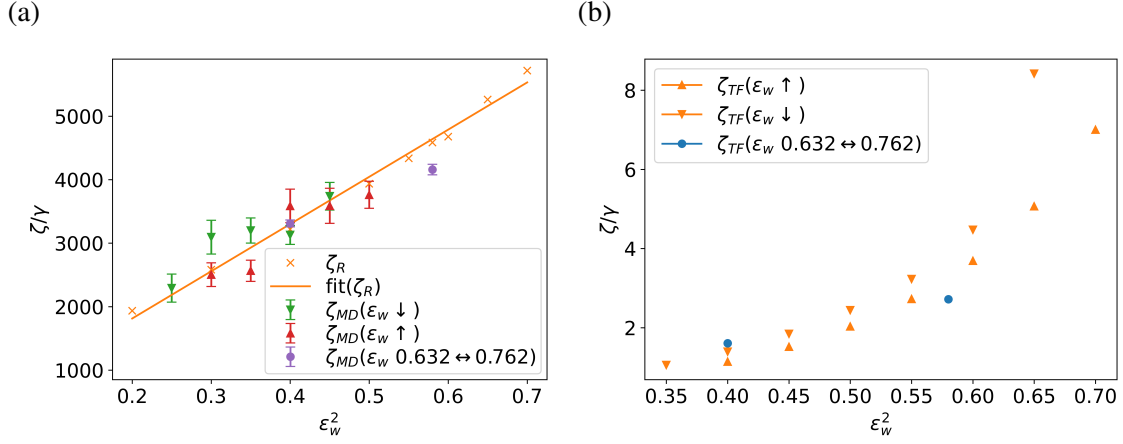 (a)
ζ/γ
5000
4000
3000
2000
1000
ζ_R
fit(ζ_R)
ζ_MD(ε_w ↓)
ζ_MD(ε_w ↑)
ζ_MD(ε_w 0.632 ↔ 0.762)
0.2 0.3 0.4 0.5 0.6 0.7
ε_w^2
(b)
ζ/γ
8
6
4
2
ζ_TF(ε_w ↑)
ζ_TF(ε_w ↓)
ζ_TF(ε_w 0.632 ↔ 0.762)
0.35 0.40 0.45 0.50 0.55 0.60 0.65 0.70
ε_w^2